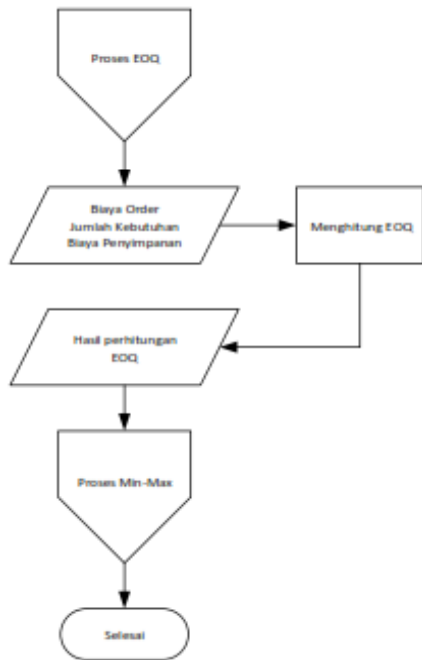 Proses EOQ
Biaya Order
Jumlah Kebutuhan
Biaya Penyimpanan
Menghitung EOQ
Hasil perhitungan
EOQ
Proses Min-Max
Selesai